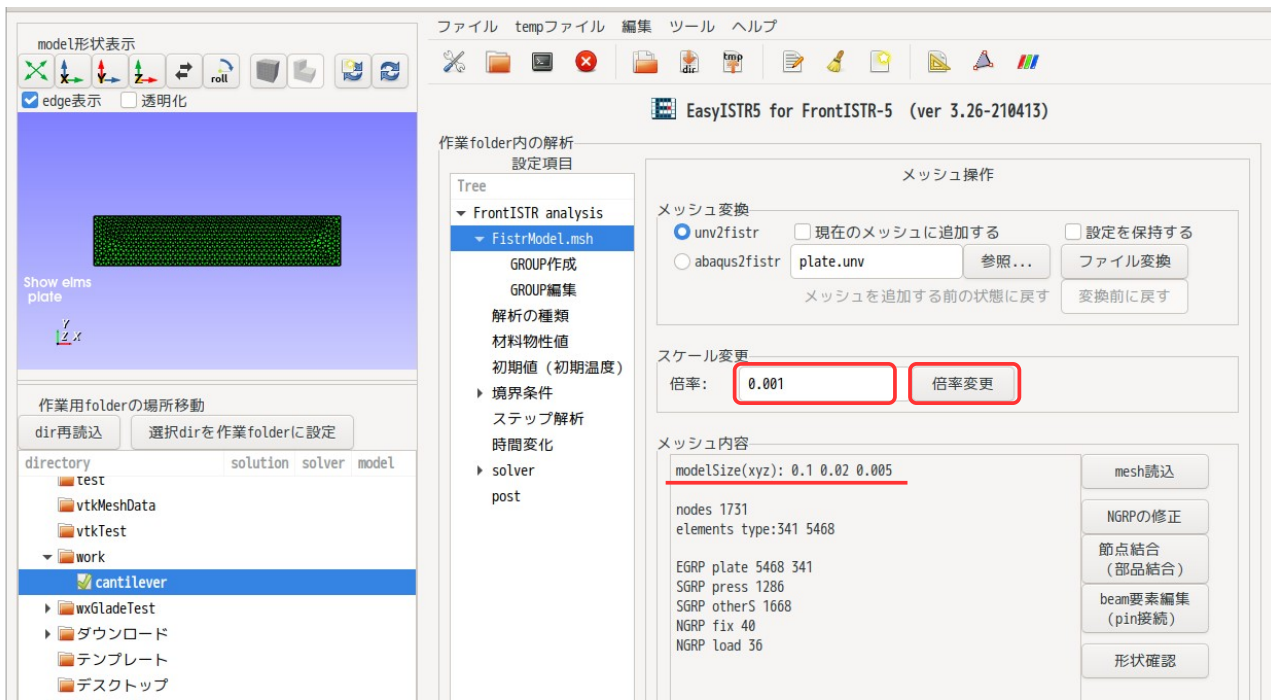 model形状表示
X Y Z roll
edge表示 透明化
Show elms
plate
Y
Z X
作業用folderの場所移動
dir再読込 選択dirを作業folderに設定
directory solution solver model
test
vtkMeshData
vtkTest
work
cantilever
wxGladeTest
ダウンロード
テンプレート
デスクトップ
ファイル tempファイル 編集 ツール ヘルプ
dir tmp
EasyISTR5 for FrontISTR-5 (ver 3.26-210413)
作業folder内の解析
設定項目
Tree
FrontISTR analysis
FistrModel.msh
GROUP作成
GROUP編集
解析の種類
材料物性値
初期値（初期温度）
境界条件
ステップ解析
時間変化
solver
post
メッシュ操作
メッシュ変換
unv2fistr 現在のメッシュに追加する 設定を保持する
abaqus2fistr plate.unv 参照... ファイル変換
メッシュを追加する前の状態に戻す 変換前に戻す
スケール変更
倍率: 0.001 倍率変更
メッシュ内容
modelSize(xyz): 0.1 0.02 0.005
nodes 1731
elements type:341 5468
EGRP plate 5468 341
SGRP press 1286
SGRP otherS 1668
NGRP fix 40
NGRP load 36
mesh読込
NGRPの修正
節点結合
（部品結合）
beam要素編集
(pin接続)
形状確認